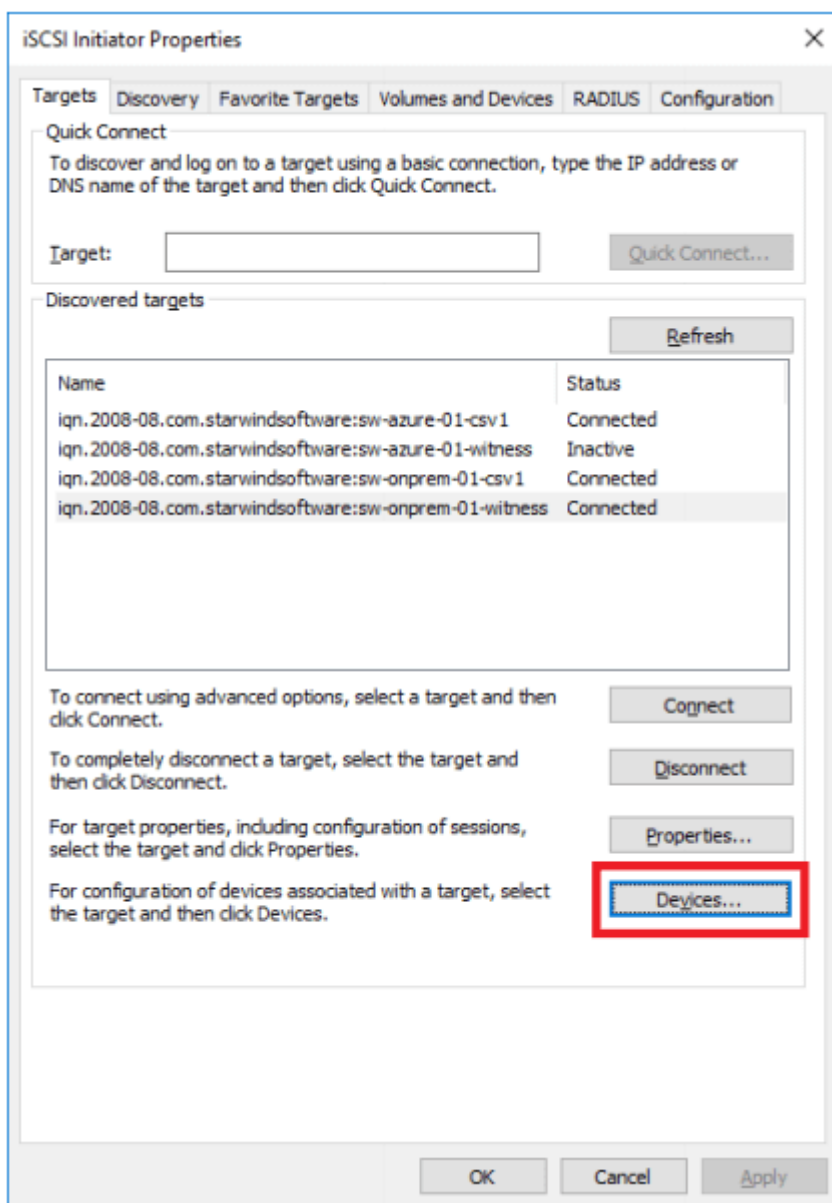 iSCSI Initiator Properties
Targets Discovery Favorite Targets Volumes and Devices RADIUS Configuration
Quick Connect
To discover and log on to a target using a basic connection, type the IP address or
DNS name of the target and then click Quick Connect.
Target:
Quick Connect...
Discovered targets
Refresh
Name Status
iqn.2008-08.com.starwindsoftware:sw-azure-01-csv1 Connected
iqn.2008-08.com.starwindsoftware:sw-azure-01-witness Inactive
iqn.2008-08.com.starwindsoftware:sw-onprem-01-csv1 Connected
iqn.2008-08.com.starwindsoftware:sw-onprem-01-witness Connected
To connect using advanced options, select a target and then
click Connect.
Connect
To completely disconnect a target, select the target and
then click Disconnect.
Disconnect
For target properties, including configuration of sessions,
select the target and click Properties.
Properties...
For configuration of devices associated with a target, select
the target and then click Devices.
Devices...
OK Cancel Apply